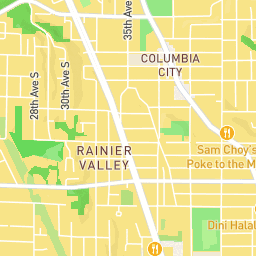 35th Ave
COLUMBIA
CITY
28th Ave S
30th Ave S
Sam Choy's
Poke to the M
RAINIER
VALLEY
Dini Halal